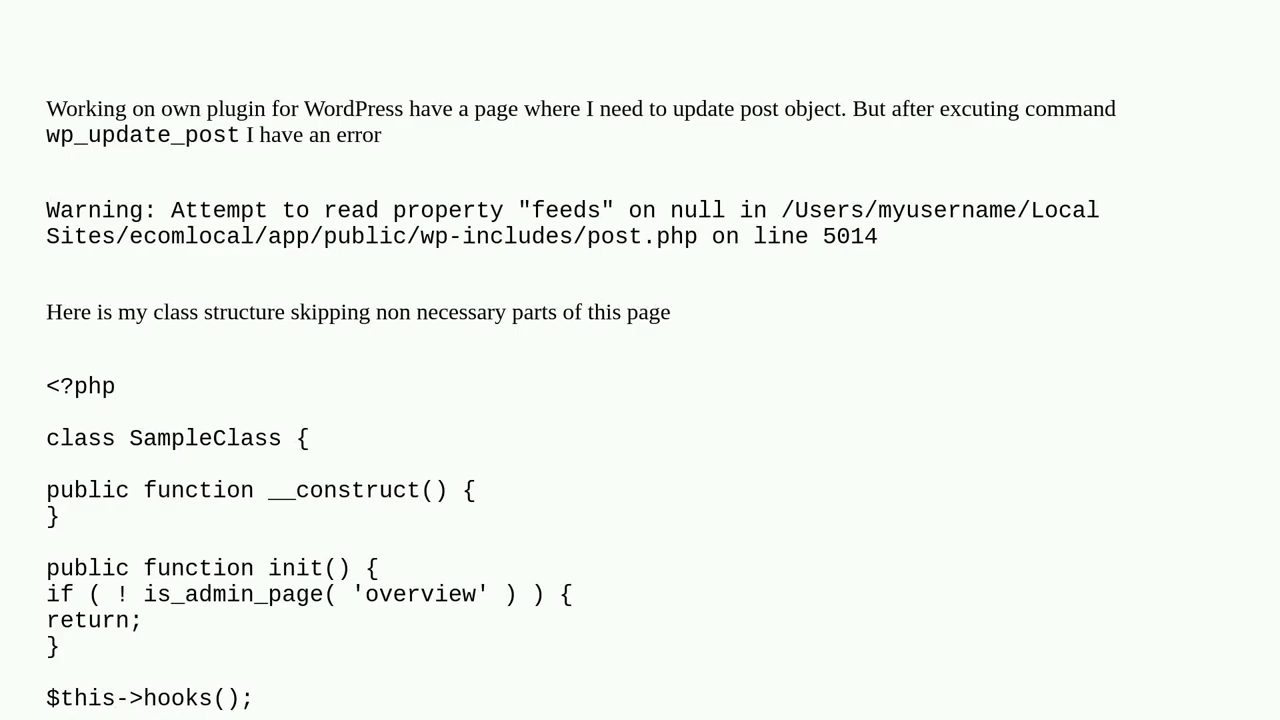 Working on own plugin for WordPress have a page where I need to update post object. But after excuting command
wp_update_post I have an error
Warning: Attempt to read property "feeds" on null in /Users/myusername/Local
Sites/ecomlocal/app/public/wp-includes/post.php on line 5014
Here is my class structure skipping non necessary parts of this page
<?php
class SampleClass {
public function __construct() {
}
public function init() {
if ( ! is_admin_page( 'overview' ) ) {
return;
}
$this->hooks();